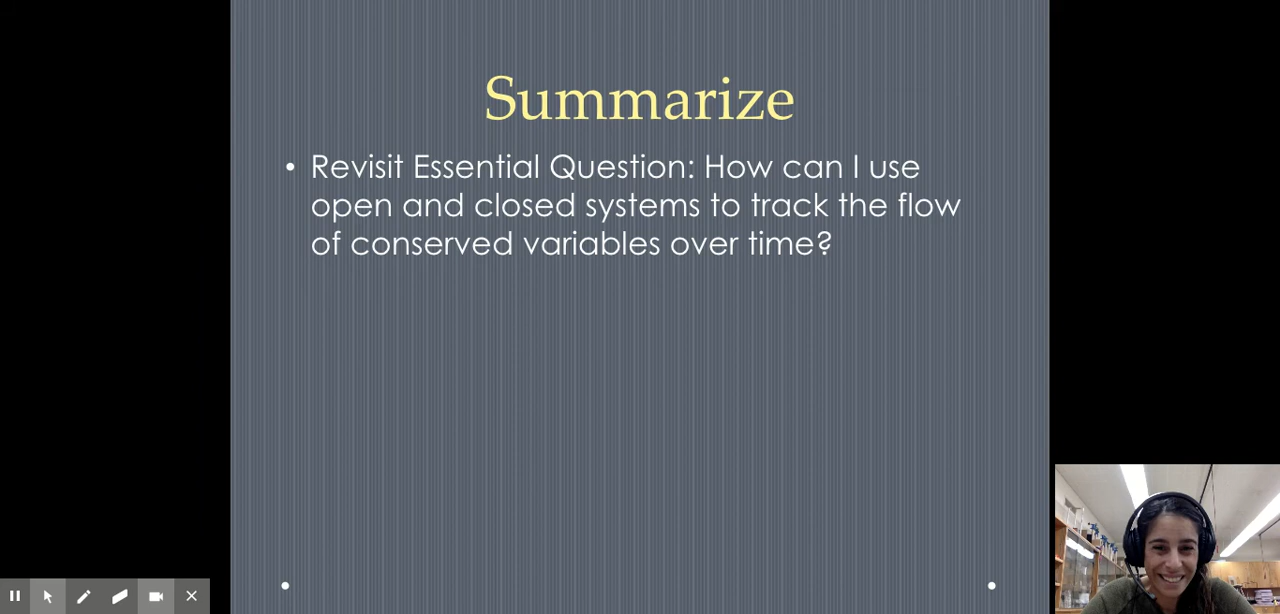 Summarize
• Revisit Essential Question: How can I use
open and closed systems to track the flow
of conserved variables over time?